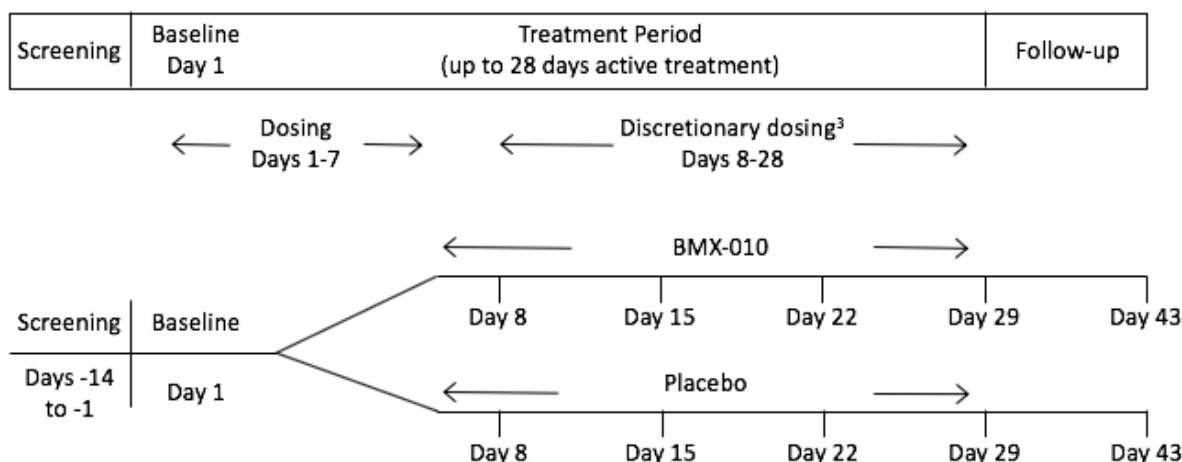 Screening
Baseline
Day 1
Treatment Period
(up to 28 days active treatment)
Follow-up
Dosing
Days 1-7
Discretionary dosing³
Days 8-28
BMX-010
Day 8
Day 15
Day 22
Day 29
Day 43
Screening
Baseline
Days -14
to -1
Day 1
Placebo
Day 8
Day 15
Day 22
Day 29
Day 43